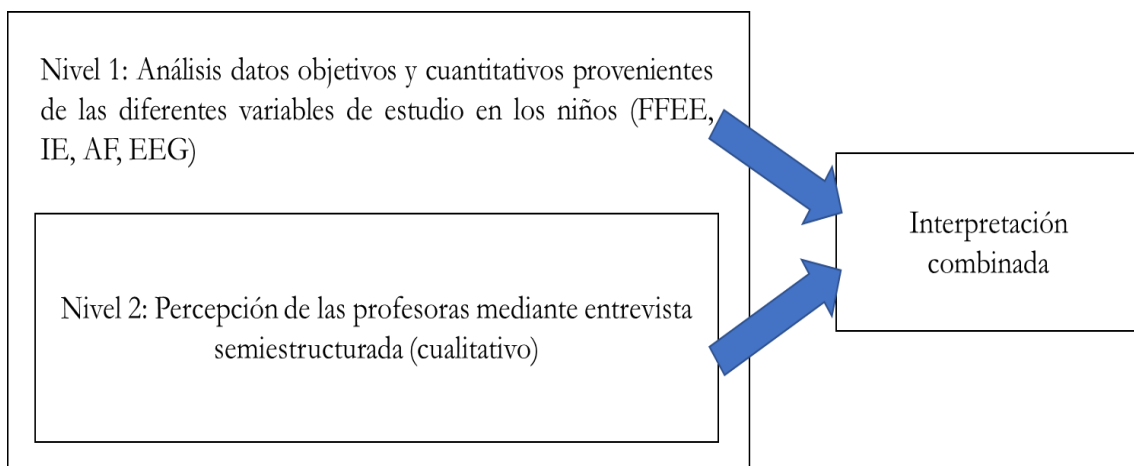 Nivel 1: Análisis datos objetivos y cuantitativos provenientes
de las diferentes variables de estudio en los niños (FFEE,
IE, AF, EEG)
Nivel 2: Percepción de las profesoras mediante entrevista
semiestructurada (cualitativo)
Interpretación
combinada